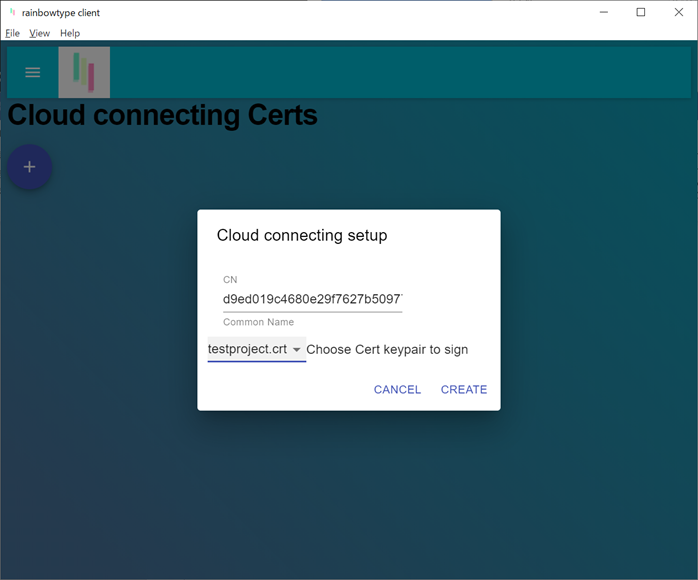 rainbowtype client
File View Help
Cloud connecting Certs
+
Cloud connecting setup
CN
d9ed019c4680e29f7627b5097
Common Name
testproject.crt Choose Cert keypair to sign
CANCEL CREATE